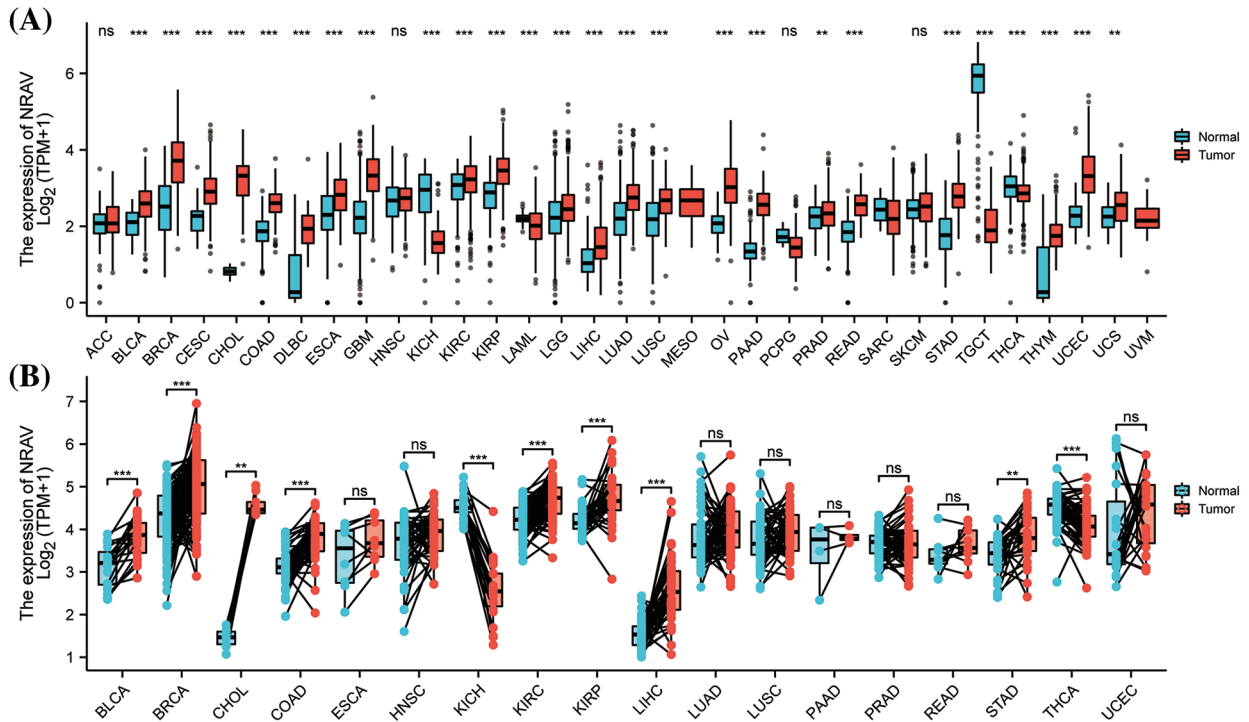 (A)
ns *** *** *** *** *** *** *** *** ns *** *** *** *** *** *** *** *** *** *** ns ** *** ns *** *** *** *** *** **
The expression of NRAV
Log2 (TPM+1)
6
4
2
0
Normal
Tumor
ACC BLCA BRCA CESC CHOL COAD DLBC ESCA GBM HNSC KICH KIRC KIRP LAML LGG LIHC LUAD LUSC MESO OV PAAD PCPG PRAD READ SARC SKCM STAD TGCT THCA THYM UCEC UCS UVM
(B)
*** *** ** *** ns ns *** *** *** *** ns ns ns ns ns ** *** ns
The expression of NRAV
Log2 (TPM+1)
7
6
5
4
3
2
1
Normal
Tumor
BLCA BRCA CHOL COAD ESCA HNSC KICH KIRC KIRP LIHC LUAD LUSC PAAD PRAD READ STAD THCA UCEC